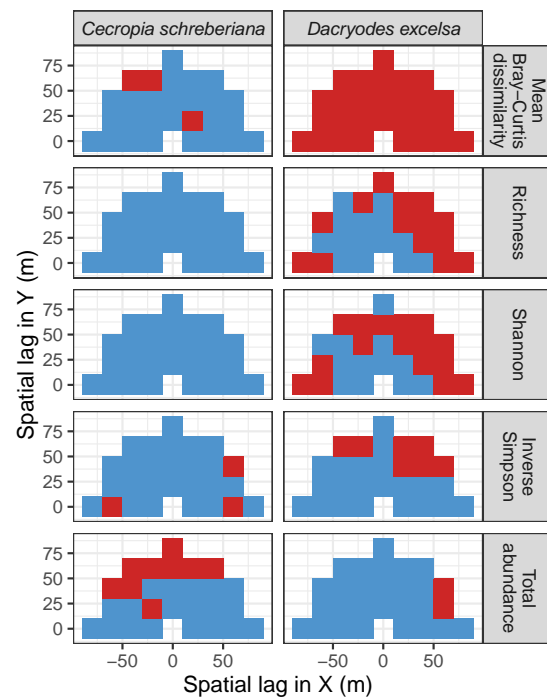 Cecropia schreberiana
Dacryodes excelsa
75
50
25
0
Mean
Bray−Curtis
dissimilarity
75
50
25
0
Richness
Spatial lag in Y (m)
75
50
25
0
Shannon
75
50
25
0
Inverse
Simpson
75
50
25
0
Total
abundance
−50 0 50
−50 0 50
Spatial lag in X (m)